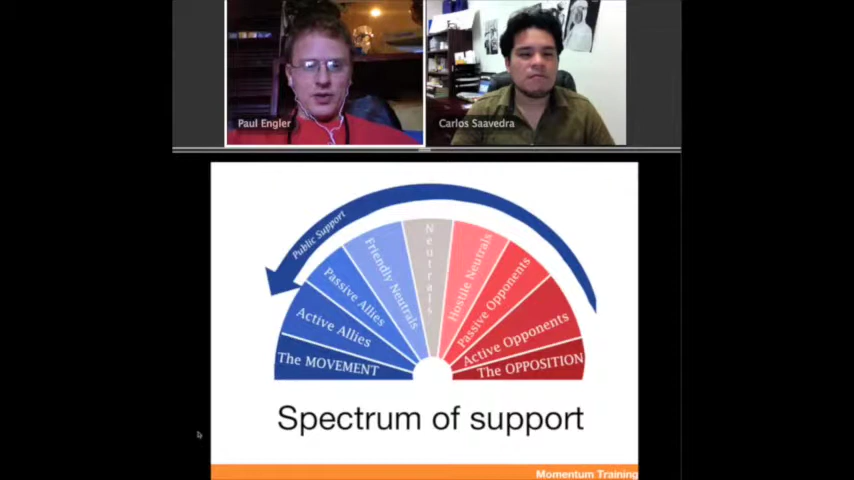 Paul Engler
Carlos Saavedra
Public Support
The MOVEMENT
Active Allies
Passive Allies
Friendly Neutrals
Neutrals
Hostile Neutrals
Passive Opponents
Active Opponents
The OPPOSITION
Spectrum of support
Momentum Training